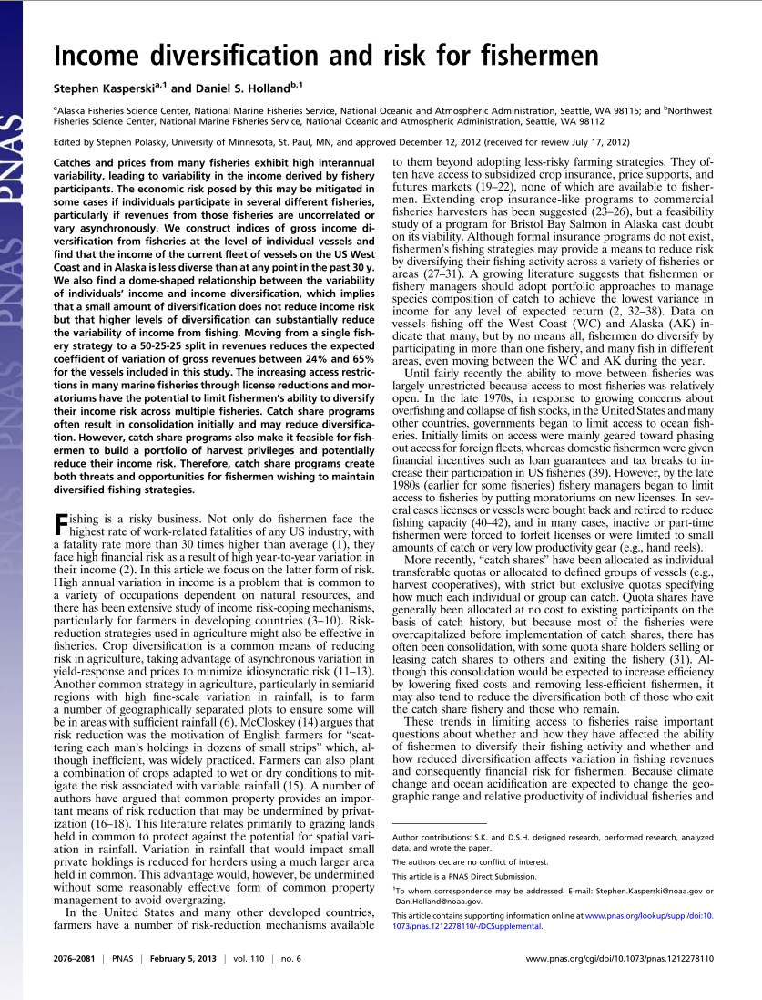 PNAS PNAS PNAS
Income diversification and risk for fishermen
Stephen Kasperskia,1 and Daniel S. Hollandb,1
aAlaska Fisheries Science Center, National Marine Fisheries Service, National Oceanic and Atmospheric Administration, Seattle, WA 98115; and bNorthwest
Fisheries Science Center, National Marine Fisheries Service, National Oceanic and Atmospheric Administration, Seattle, WA 98112
Edited by Stephen Polasky, University of Minnesota, St. Paul, MN, and approved December 12, 2012 (received for review July 17, 2012)
Catches and prices from many fisheries exhibit high interannual
variability, leading to variability in the income derived by fishery
participants. The economic risk posed by this may be mitigated in
some cases if individuals participate in several different fisheries,
particularly if revenues from those fisheries are uncorrelated or
vary asynchronously. We construct indices of gross income di-
versification from fisheries at the level of individual vessels and
find that the income of the current fleet of vessels on the US West
Coast and in Alaska is less diverse than at any point in the past 30 y.
We also find a dome-shaped relationship between the variability
of individuals' income and income diversification, which implies
that a small amount of diversification does not reduce income risk
but that higher levels of diversification can substantially reduce
the variability of income from fishing. Moving from a single fish-
ery strategy to a 50-25-25 split in revenues reduces the expected
coefficient of variation of gross revenues between 24% and 65%
for the vessels included in this study. The increasing access restric-
tions in many marine fisheries through license reductions and mor-
atoriums have the potential to limit fishermen's ability to diversify
their income risk across multiple fisheries. Catch share programs
often result in consolidation initially and may reduce diversifica-
tion. However, catch share programs also make it feasible for fish-
ermen to build a portfolio of harvest privileges and potentially
reduce their income risk. Therefore, catch share programs create
both threats and opportunities for fishermen wishing to maintain
diversified fishing strategies.
Fishing is a risky business. Not only do fishermen face the
highest rate of work-related fatalities of any US industry, with
a fatality rate more than 30 times higher than average (1), they
face high financial risk as a result of high year-to-year variation in
their income (2). In this article we focus on the latter form of risk.
High annual variation in income is a problem that is common to
a variety of occupations dependent on natural resources, and
there has been extensive study of income risk-coping mechanisms,
particularly for farmers in developing countries (3–10). Risk-
reduction strategies used in agriculture might also be effective in
fisheries. Crop diversification is a common means of reducing
risk in agriculture, taking advantage of asynchronous variation in
yield-response and prices to minimize idiosyncratic risk (11–13).
Another common strategy in agriculture, particularly in semiarid
regions with high fine-scale variation in rainfall, is to farm
a number of geographically separated plots to ensure some will
be in areas with sufficient rainfall (6). McCloskey (14) argues that
risk reduction was the motivation of English farmers for "scat-
tering each man's holdings in dozens of small strips" which, al-
though inefficient, was widely practiced. Farmers can also plant
a combination of crops adapted to wet or dry conditions to mit-
igate the risk associated with variable rainfall (15). A number of
authors have argued that common property provides an impor-
tant means of risk reduction that may be undermined by privat-
ization (16–18). This literature relates primarily to grazing lands
held in common to protect against the potential for spatial vari-
ation in rainfall. Variation in rainfall that would impact small
private holdings is reduced for herders using a much larger area
held in common. This advantage would, however, be undermined
without some reasonably effective form of common property
management to avoid overgrazing.
In the United States and many other developed countries,
farmers have a number of risk-reduction mechanisms available
to them beyond adopting less-risky farming strategies. They of-
ten have access to subsidized crop insurance, price supports, and
futures markets (19–22), none of which are available to fisher-
men. Extending crop insurance-like programs to commercial
fisheries harvesters has been suggested (23–26), but a feasibility
study of a program for Bristol Bay Salmon in Alaska cast doubt
on its viability. Although formal insurance programs do not exist,
fishermen's fishing strategies may provide a means to reduce risk
by diversifying their fishing activity across a variety of fisheries or
areas (27–31). A growing literature suggests that fishermen or
fishery managers should adopt portfolio approaches to manage
species composition of catch to achieve the lowest variance in
income for any level of expected return (2, 32–38). Data on
vessels fishing off the West Coast (WC) and Alaska (AK) in-
dicate that many, but by no means all, fishermen do diversify by
participating in more than one fishery, and many fish in different
areas, even moving between the WC and AK during the year.
Until fairly recently the ability to move between fisheries was
largely unrestricted because access to most fisheries was relatively
open. In the late 1970s, in response to growing concerns about
overfishing and collapse of fish stocks, in the United States and many
other countries, governments began to limit access to ocean fish-
eries. Initially limits on access were mainly geared toward phasing
out access for foreign fleets, whereas domestic fishermen were given
financial incentives such as loan guarantees and tax breaks to in-
crease their participation in US fisheries (39). However, by the late
1980s (earlier for some fisheries) fishery managers began to limit
access to fisheries by putting moratoriums on new licenses. In sev-
eral cases licenses or vessels were bought back and retired to reduce
fishing capacity (40–42), and in many cases, inactive or part-time
fishermen were forced to forfeit licenses or were limited to small
amounts of catch or very low productivity gear (e.g., hand reels).
More recently, "catch shares" have been allocated as individual
transferable quotas or allocated to defined groups of vessels (e.g.,
harvest cooperatives), with strict but exclusive quotas specifying
how much each individual or group can catch. Quota shares have
generally been allocated at no cost to existing participants on the
basis of catch history, but because most of the fisheries were
overcapitalized before implementation of catch shares, there has
often been consolidation, with some quota share holders selling or
leasing catch shares to others and exiting the fishery (31). Al-
though this consolidation would be expected to increase efficiency
by lowering fixed costs and removing less-efficient fishermen, it
may also tend to reduce the diversification both of those who exit
the catch share fishery and those who remain.
These trends in limiting access to fisheries raise important
questions about whether and how they have affected the ability
of fishermen to diversify their fishing activity and whether and
how reduced diversification affects variation in fishing revenues
and consequently financial risk for fishermen. Because climate
change and ocean acidification are expected to change the geo-
graphic range and relative productivity of individual fisheries and
Author contributions: S.K. and D.S.H. designed research, performed research, analyzed
data, and wrote the paper.
The authors declare no conflict of interest.
This article is a PNAS Direct Submission.
1To whom correspondence may be addressed. E-mail: Stephen.Kasperski@noaa.gov or
Dan.Holland@noaa.gov.
This article contains supporting information online at www.pnas.org/lookup/suppl/doi:10.
1073/pnas.1212278110/-/DCSupplemental.
2076–2081 | PNAS | February 5, 2013 | vol. 110 | no. 6
www.pnas.org/cgi/doi/10.1073/pnas.1212278110